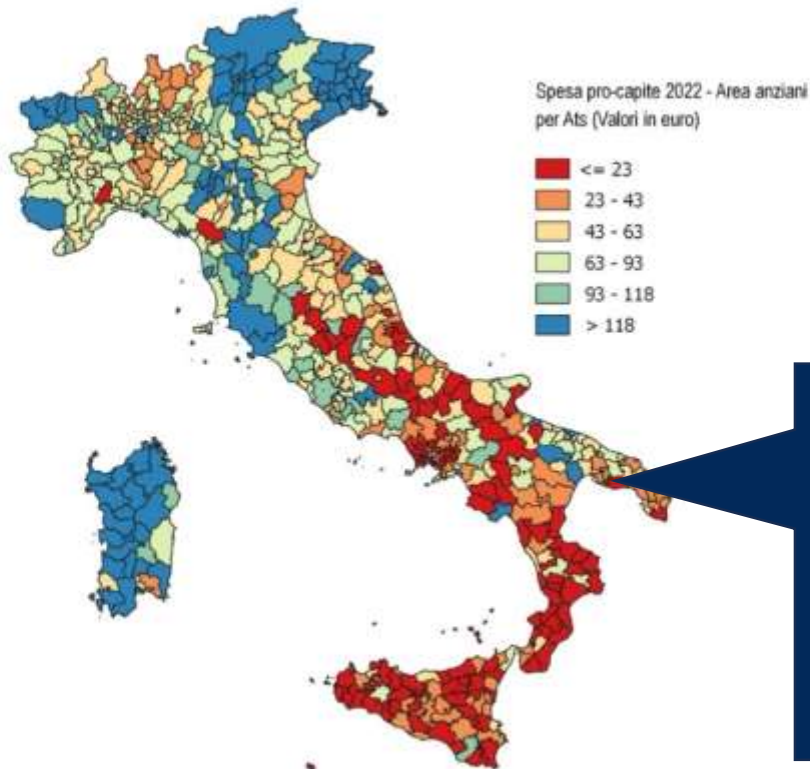 Spesa pro-capite 2022 - Area anziani
per Ats (Valori in euro)
<= 23
23 - 43
43 - 63
63 - 93
93 - 118
> 118